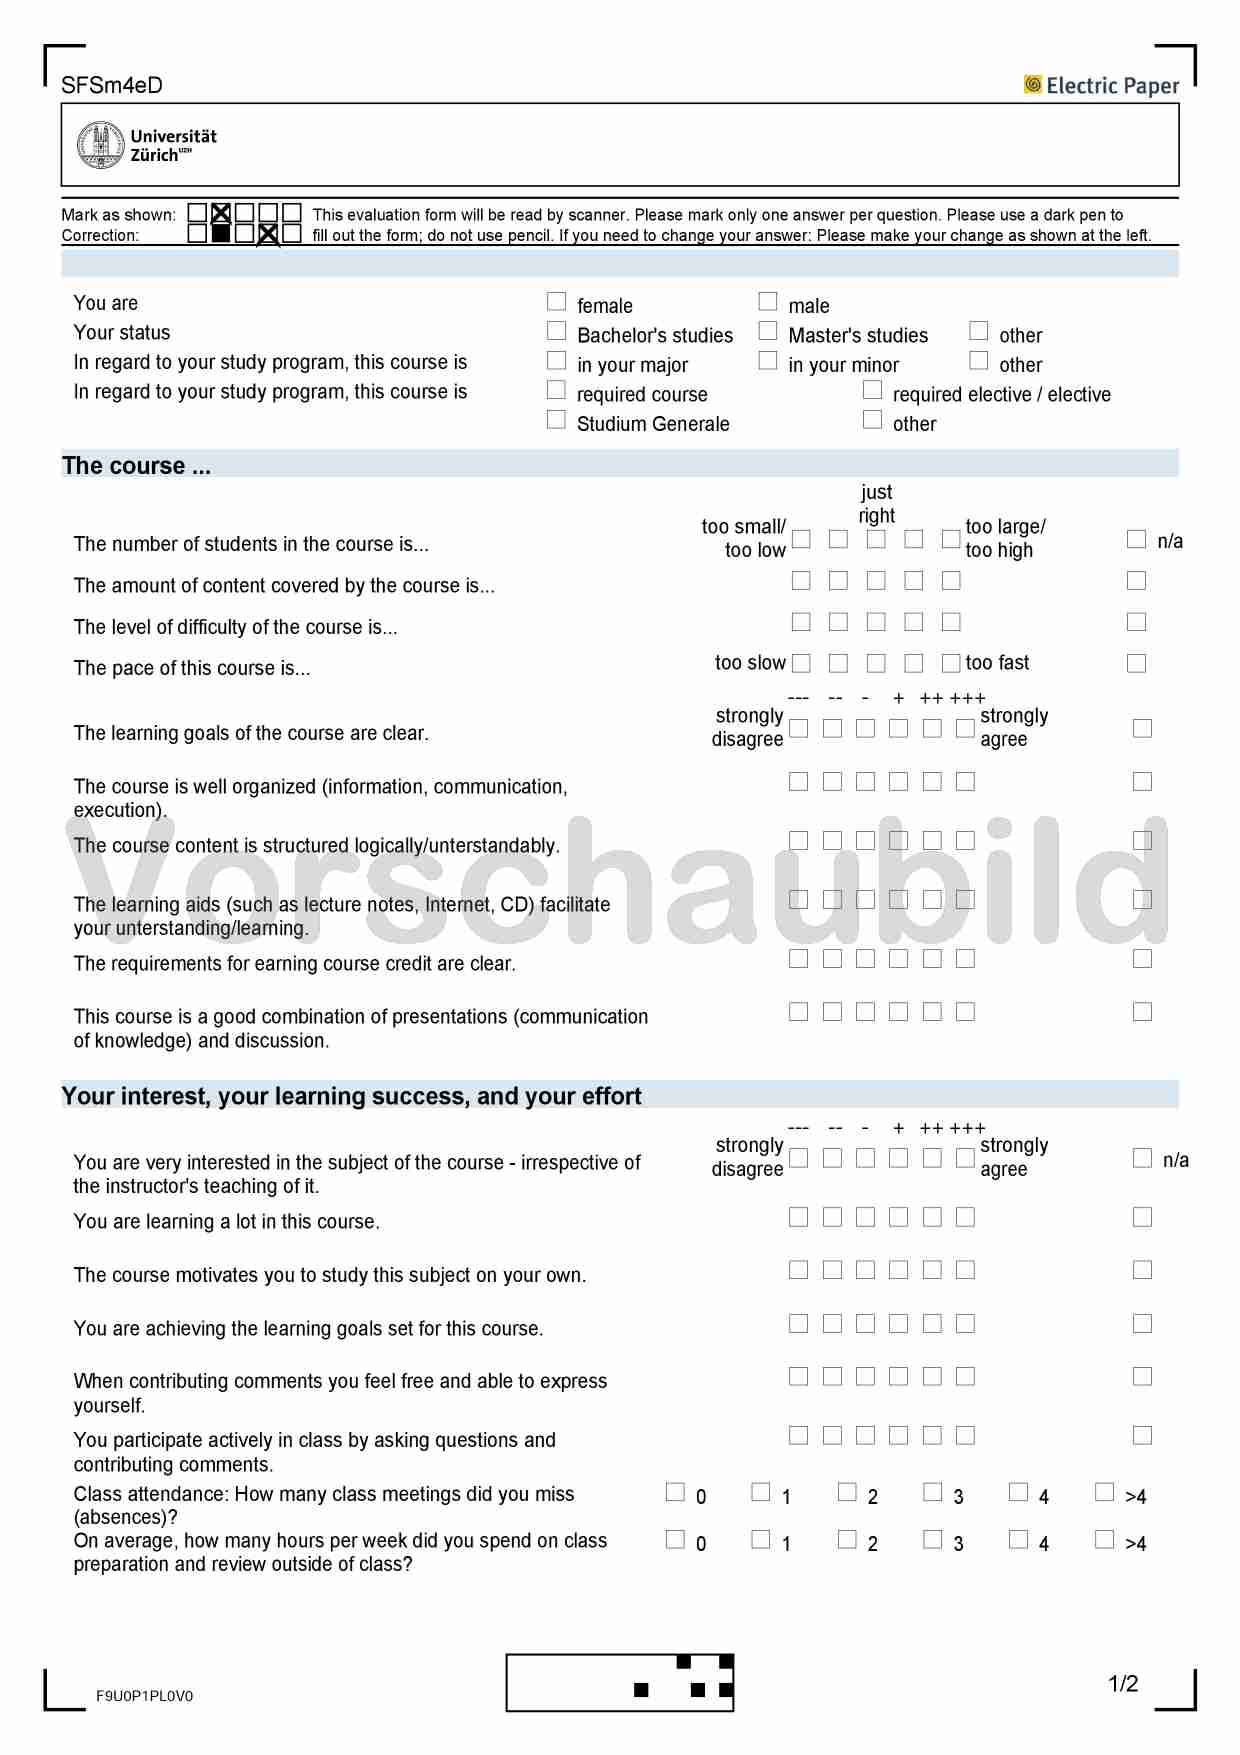 SFSm4eD
Electric Paper
Universität
Zürich UZH
Mark as shown:
This evaluation form will be read by scanner. Please mark only one answer per question. Please use a dark pen to
Correction:
fill out the form; do not use pencil. If you need to change your answer: Please make your change as shown at the left.
You are
female male
Your status
Bachelor's studies Master's studies other
In regard to your study program, this course is
in your major in your minor other
In regard to your study program, this course is
required course required elective / elective
Studium Generale other
The course ...
just
right
too small/ too large/
The number of students in the course is... n/a
too low too high
The amount of content covered by the course is...
The level of difficulty of the course is...
The pace of this course is... too slow too fast
--- -- - + ++ +++
strongly strongly
The learning goals of the course are clear.
disagree agree
The course is well organized (information, communication,
execution).
The course content is structured logically/unterstandably.
Vorschaubild
The learning aids (such as lecture notes, Internet, CD) facilitate
your unterstanding/learning.
The requirements for earning course credit are clear.
This course is a good combination of presentations (communication
of knowledge) and discussion.
Your interest, your learning success, and your effort
--- -- - + ++ +++
strongly strongly
You are very interested in the subject of the course - irrespective of disagree agree n/a
the instructor's teaching of it.
You are learning a lot in this course.
The course motivates you to study this subject on your own.
You are achieving the learning goals set for this course.
When contributing comments you feel free and able to express
yourself.
You participate actively in class by asking questions and
contributing comments.
Class attendance: How many class meetings did you miss 0 1 2 3 4 >4
(absences)?
On average, how many hours per week did you spend on class 0 1 2 3 4 >4
preparation and review outside of class?
F9U0P1PL0V0
1/2